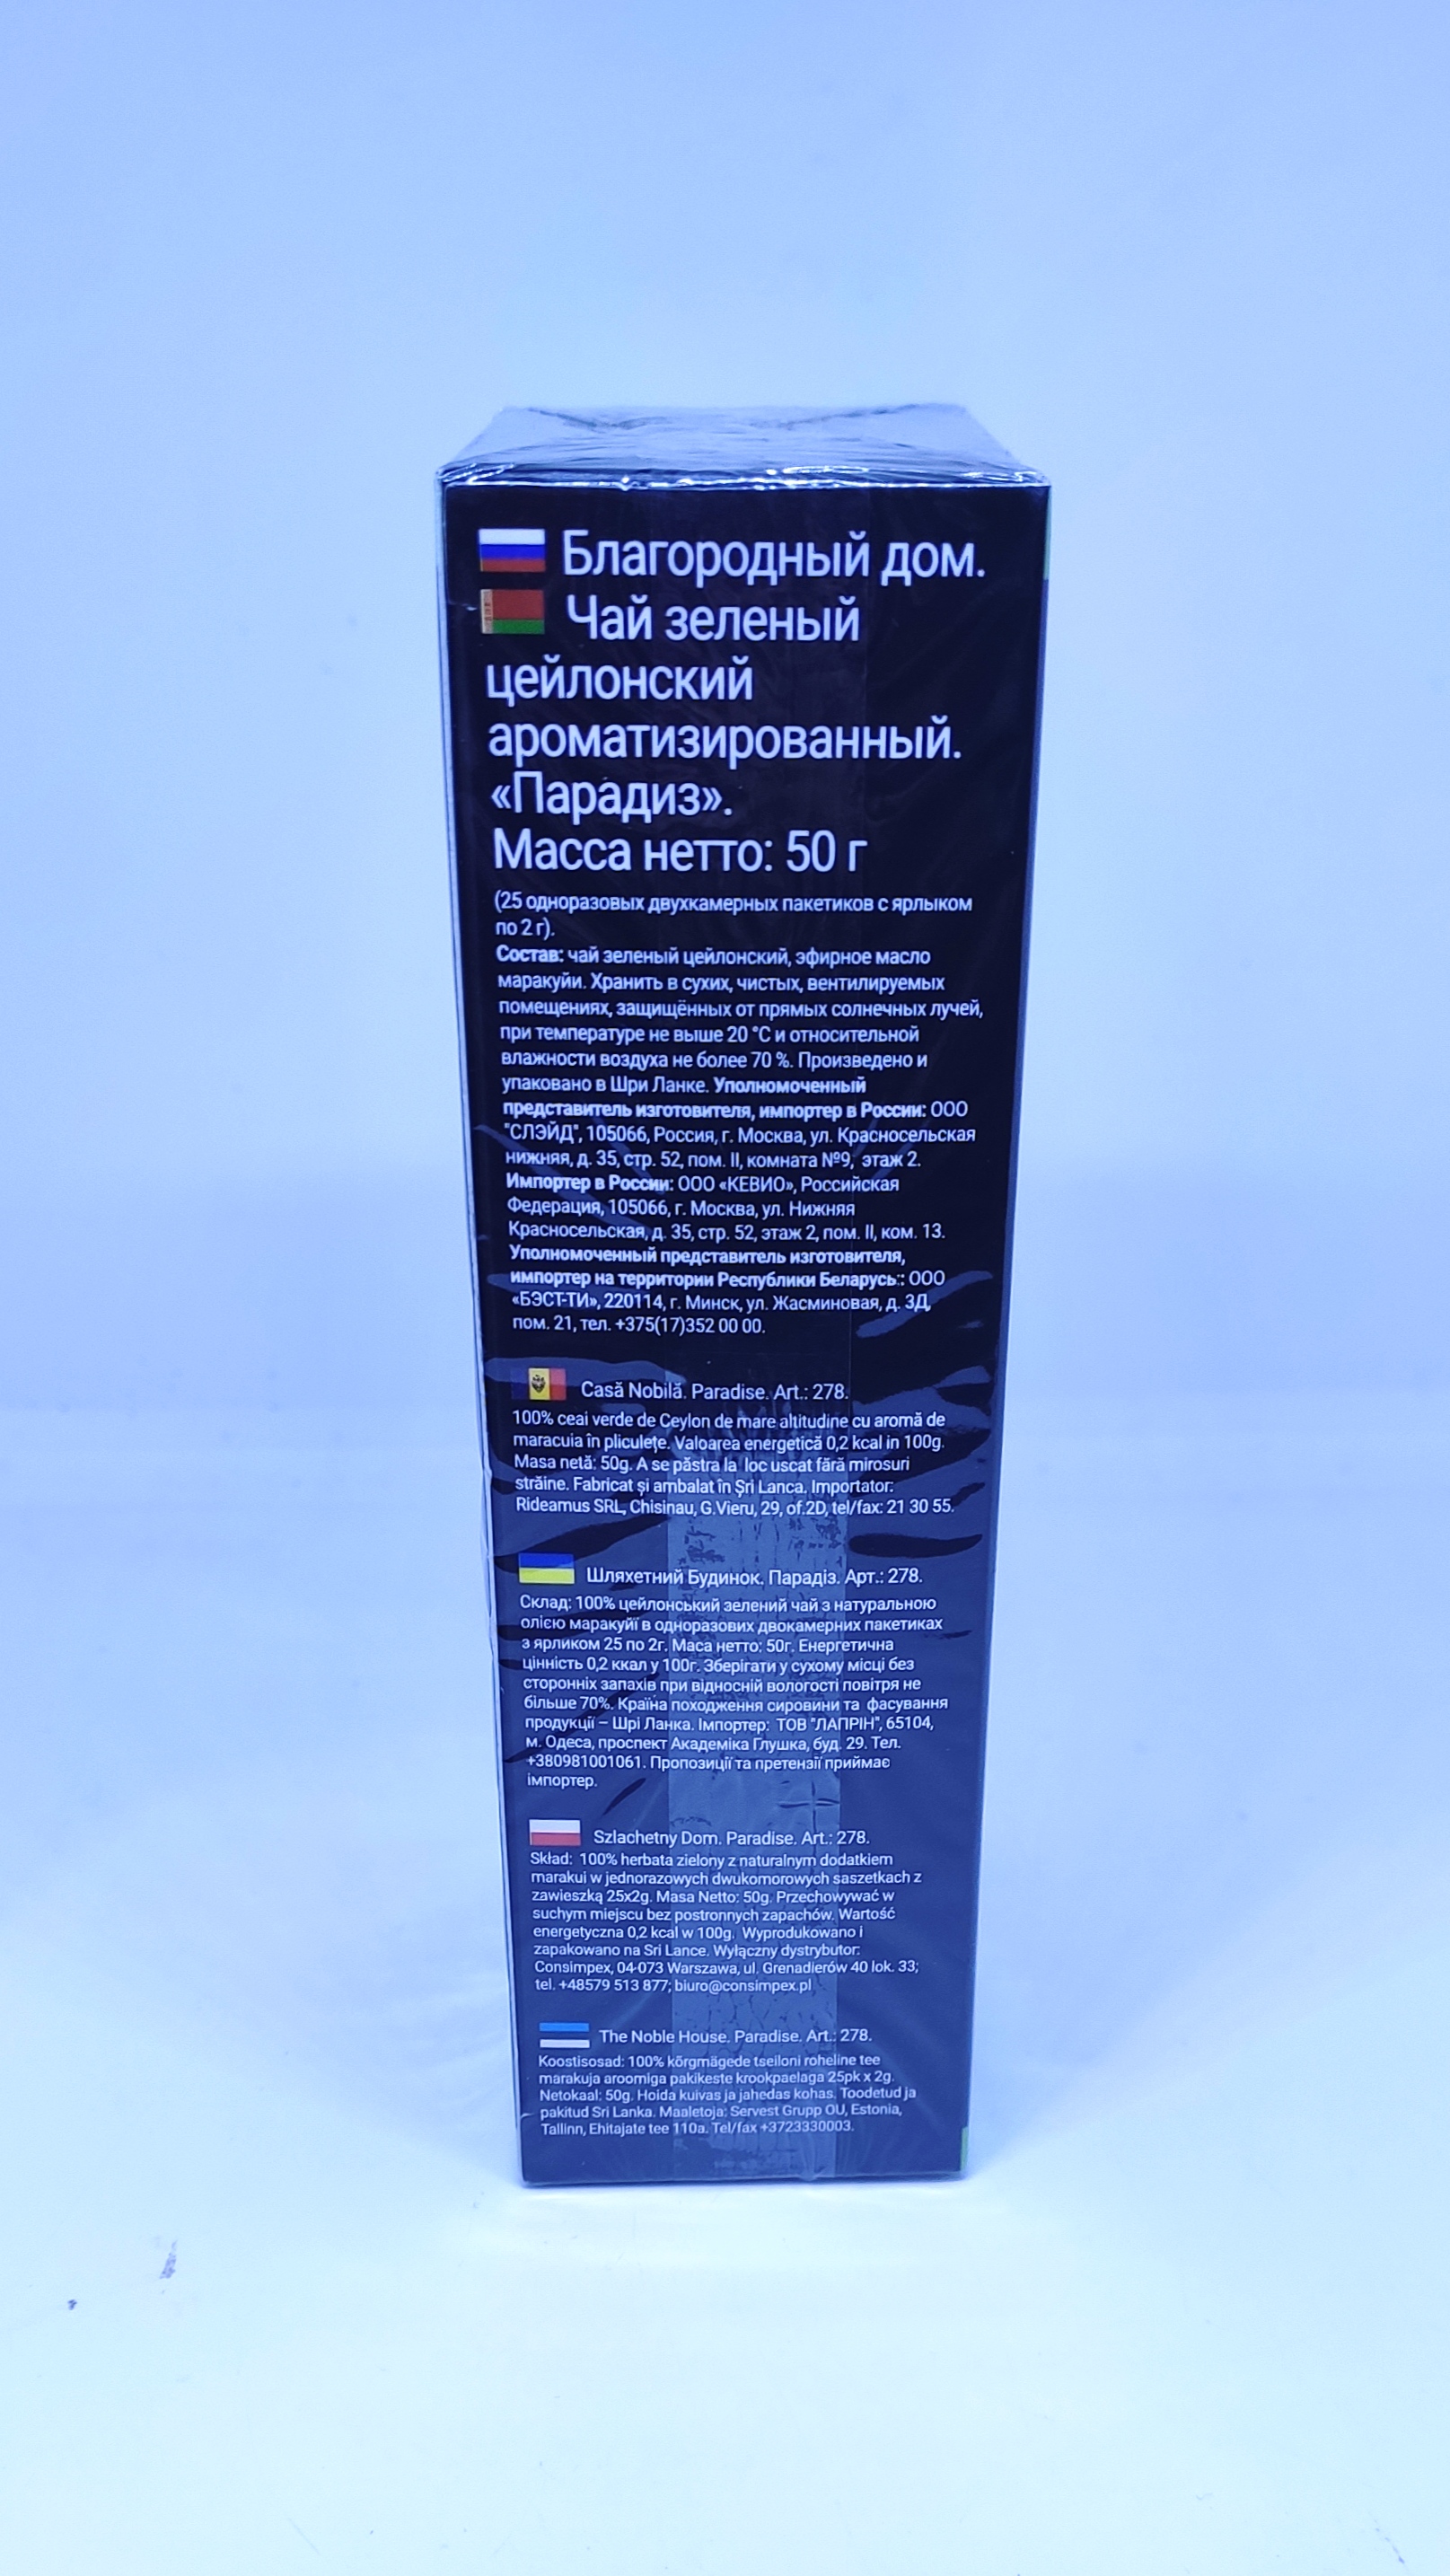 Благородный дом.
Чай зеленый
цейлонский
ароматизированный.
«Парадиз».
Масса нетто: 50 г
(25 одноразовых двухкамерных пакетиков с ярлыком
по 2 г).
Состав: чай зеленый цейлонский, эфирное масло
маракуйи. Хранить в сухих, чистых, вентилируемых
помещениях, защищённых от прямых солнечных лучей,
при температуре не выше 20 °С и относительной
влажности воздуха не более 70 %. Произведено и
упаковано в Шри Ланке. Уполномоченный
представитель изготовителя, импортер в России: ООО
"СЛЭЙД", 105066, Россия, г. Москва, ул. Красносельская
нижняя, д. 35, стр. 52, пом. II, комната №9, этаж 2.
Импортер в России: ООО «КЕВИО», Российская
Федерация, 105066, г. Москва, ул. Нижняя
Красносельская, д. 35, стр. 52, этаж 2, пом. II, ком. 13.
Уполномоченный представитель изготовителя,
импортер на территории Республики Беларусь:: ООО
«БЭСТ-ТИ», 220114, г. Минск, ул. Жасминовая, д. 3Д,
пом. 21, тел. +375(17)352 00 00.
Casă Nobilă. Paradise. Art.: 278.
100% ceai verde de Ceylon de mare altitudine cu aromă de
maracuia în pliculețe. Valoarea energetică 0,2 kcal in 100g.
Masa netă: 50g. A se păstra la loc uscat fără mirosuri
străine. Fabricat și ambalat în Șri Lanca. Importator:
Rideamus SRL, Chisinau, G.Vieru, 29, of.2D, tel/fax: 21 30 55.
Шляхетний Будинок. Парадіз. Арт.: 278.
Склад: 100% цейлонський зелений чай з натуральною
олією маракуйї в одноразових двокамерних пакетиках
з ярликом 25 по 2г. Маса нетто: 50г. Енергетична
цінність 0,2 ккал у 100г. Зберігати у сухому місці без
сторонніх запахів при відносній вологості повітря не
більше 70%. Країна походження сировини та фасування
продукції – Шрі Ланка. Імпортер: ТОВ "ЛАПРІН", 65104,
м. Одеса, проспект Академіка Глушка, буд. 29. Тел.
+380981001061. Пропозиції та претензії приймає
імпортер.
Szlachetny Dom. Paradise. Art.: 278.
Skład: 100% herbata zielony z naturalnym dodatkiem
marakui w jednorazowych dwukomorowych saszetkach z
zawieszką 25x2g. Masa Netto: 50g. Przechowywać w
suchym miejscu bez postronnych zapachów. Wartość
energetyczna 0,2 kcal w 100g. Wyprodukowano i
zapakowano na Sri Lance. Wyłączny dystrybutor:
Consimpex, 04-073 Warszawa, ul. Grenadierów 40 lok. 33;
tel. +48579 513 877; biuro@consimpex.pl
The Noble House. Paradise. Art.: 278.
Koostisosad: 100% kõrgmägede tseiloni roheline tee
marakuja aroomiga pakikeste krookpaelaga 25pk x 2g.
Netokaal: 50g. Hoida kuivas ja jahedas kohas. Toodetud ja
pakitud Sri Lanka. Maaletoja: Servest Grupp OU, Estonia,
Tallinn, Ehitajate tee 110a. Tel/fax +3723330003.